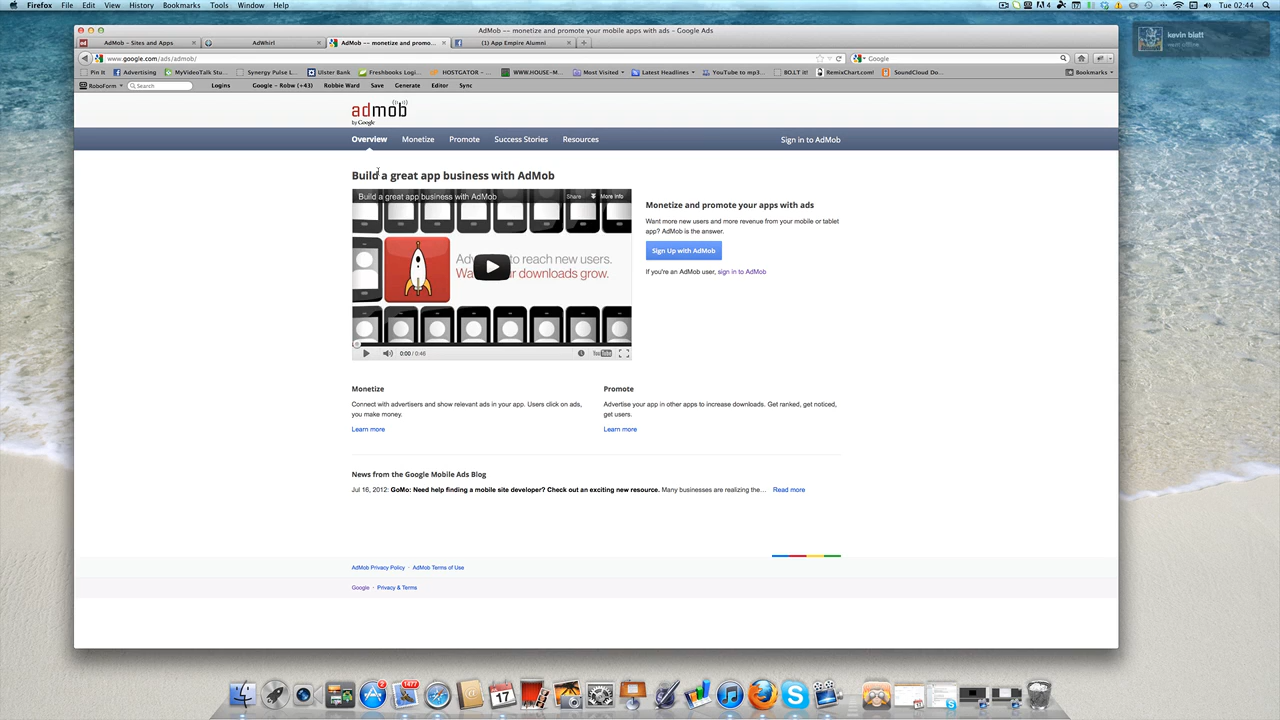 Firefox File Edit View History Bookmarks Tools Window Help
4
Tue 02:44
AdMob -- monetize and promote your mobile apps with ads - Google Ads
AdMob - Sites and Apps
AdWhirl
AdMob -- monetize and promo...
(1) App Empire Alumni
kevin blatt
went offline
www.google.com/ads/admob/
Google
Pin It Advertising MyVideoTalk Stu... Synergy Pulse L... Ulster Bank Freshbooks Logi... HOSTGATOR - WWW.HOUSE-M... Most Visited Latest Headlines YouTube to mp3... BO.LT it! RemixChart.com! SoundCloud Do... Bookmarks
RoboForm Search Logins Google - Robw (+43) Robbie Ward Save Generate Editor Sync
admob
by Google
Overview Monetize Promote Success Stories Resources Sign in to AdMob
Build a great app business with AdMob
Build a great app business with AdMob
Share More info
to reach new users.
downloads grow.
0:00 / 0:46
YouTube
Monetize and promote your apps with ads
Want more new users and more revenue from your mobile or tablet
app? AdMob is the answer.
Sign Up with AdMob
If you're an AdMob user, sign in to AdMob
Monetize
Connect with advertisers and show relevant ads in your app. Users click on ads,
you make money.
Learn more
Promote
Advertise your app in other apps to increase downloads. Get ranked, get noticed,
get users.
Learn more
News from the Google Mobile Ads Blog
Jul 16, 2012: GoMo: Need help finding a mobile site developer? Check out an exciting new resource. Many businesses are realizing the... Read more
AdMob Privacy Policy · AdMob Terms of Use
Google · Privacy & Terms
2
1477
17